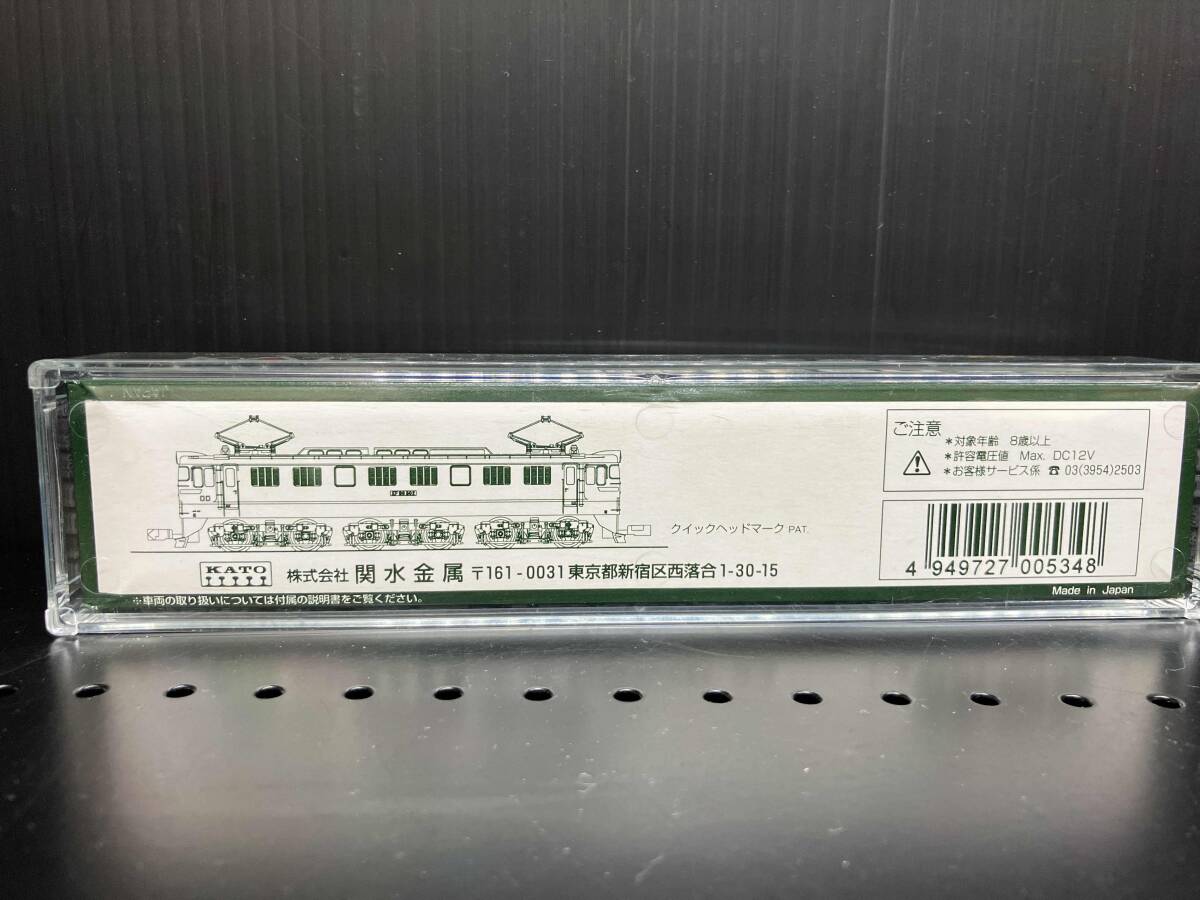 ご注意
*対象年齢 8歳以上
*許容電圧値 Max. DC12V
*お客様サービス係 ☎ 03(3954)2503
クイックヘッドマーク PAT.
KATO 株式会社 関水金属 〒161-0031 東京都新宿区西落合1-30-15
4 949727 005348
※車両の取り扱いについては付属の説明書をご覧ください。
Made in Japan